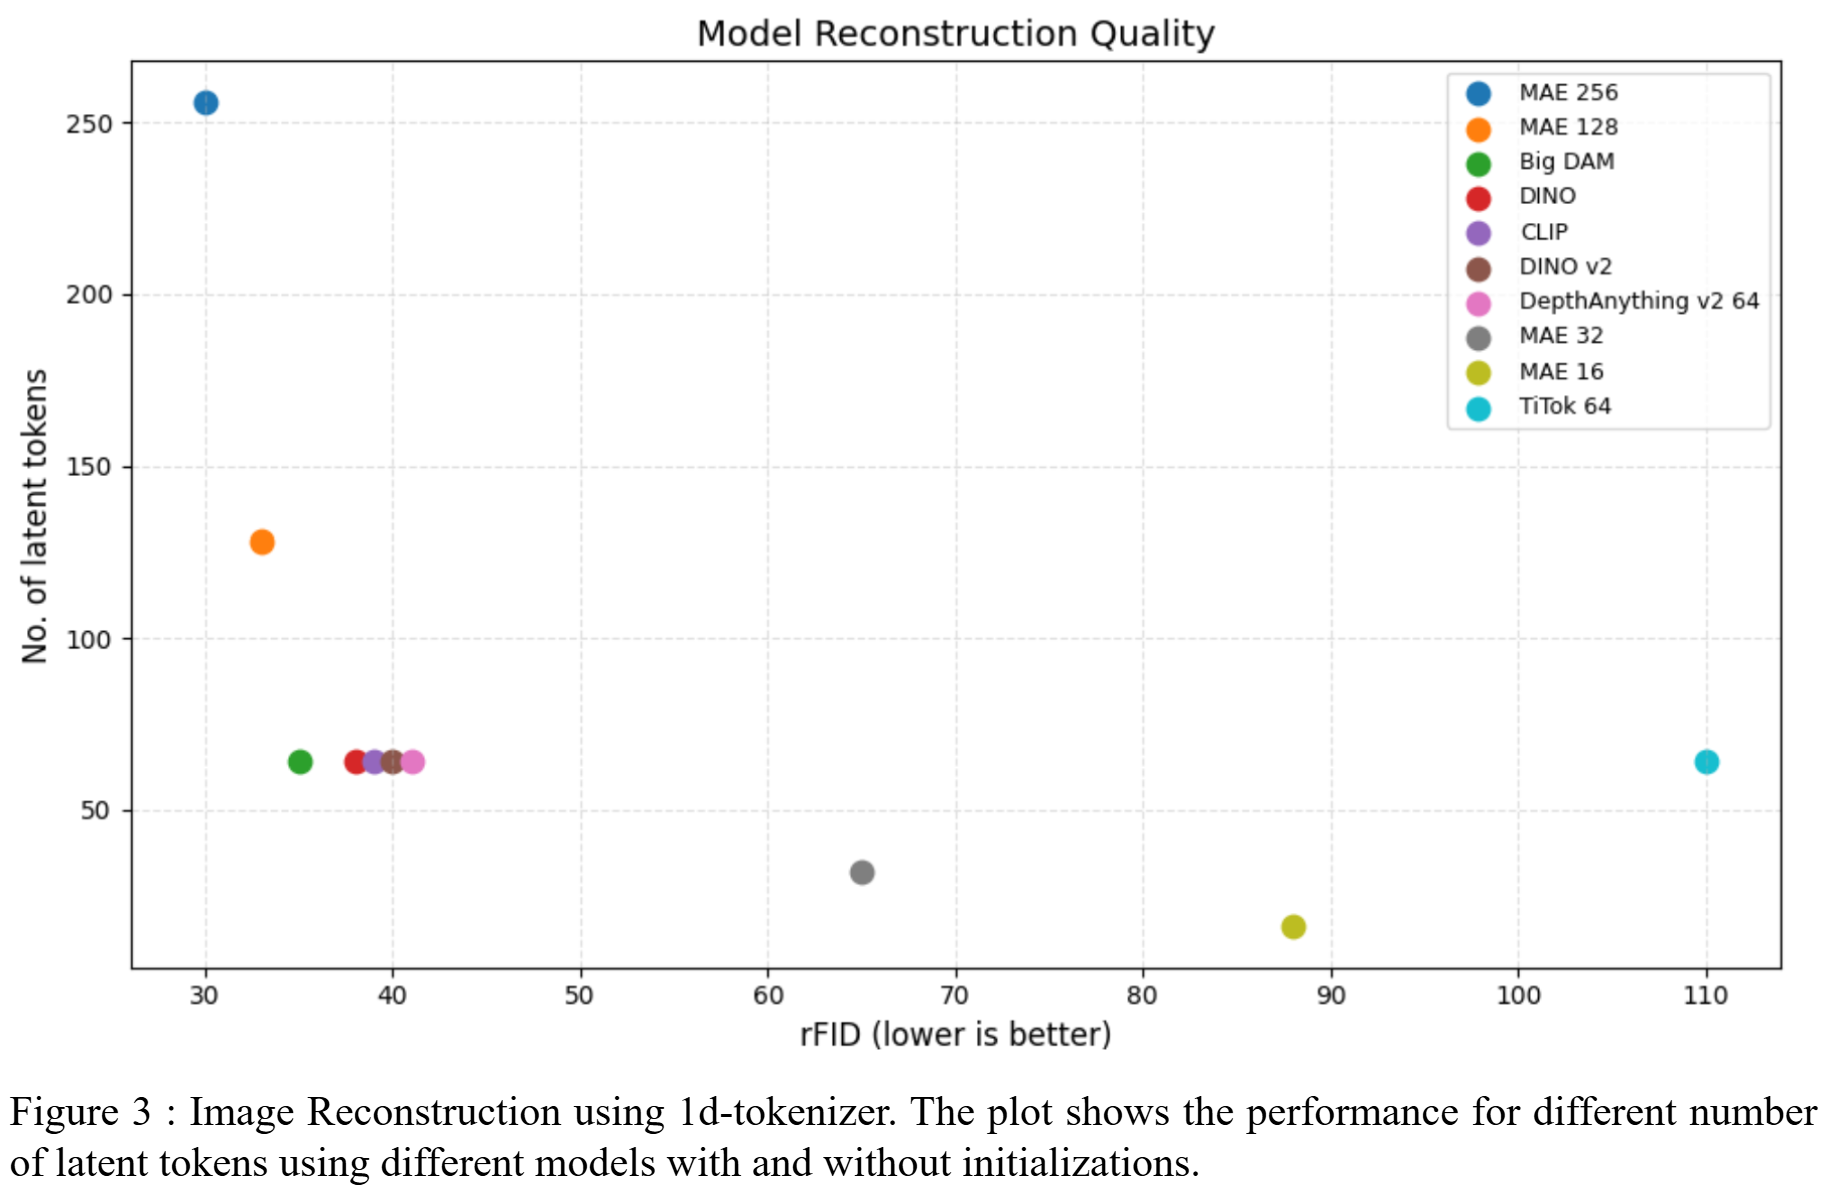 Model Reconstruction Quality
MAE 256
MAE 128
Big DAM
DINO
CLIP
DINO v2
DepthAnything v2 64
MAE 32
MAE 16
TiTok 64
No. of latent tokens
250
200
150
100
50
30 40 50 60 70 80 90 100 110
rFID (lower is better)
Figure 3 : Image Reconstruction using 1d-tokenizer. The plot shows the performance for different number
of latent tokens using different models with and without initializations.